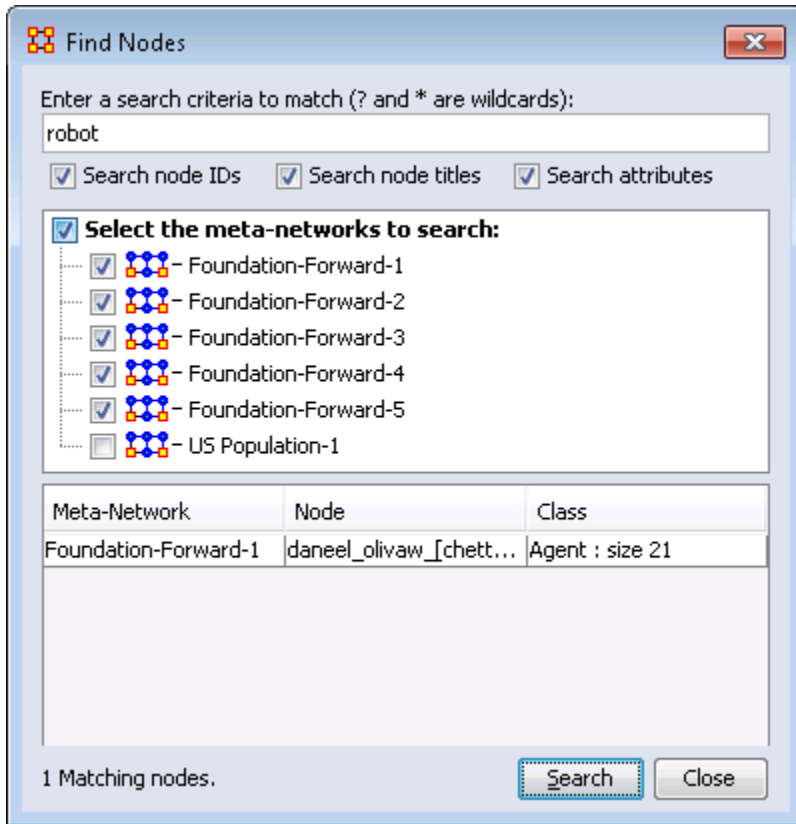 Find Nodes
Enter a search criteria to match (? and * are wildcards):
robot
Search node IDs Search node titles Search attributes
Select the meta-networks to search:
Foundation-Forward-1
Foundation-Forward-2
Foundation-Forward-3
Foundation-Forward-4
Foundation-Forward-5
US Population-1
Meta-Network Node Class
Foundation-Forward-1 daneel_olivaw_[chett... Agent : size 21
1 Matching nodes. Search Close